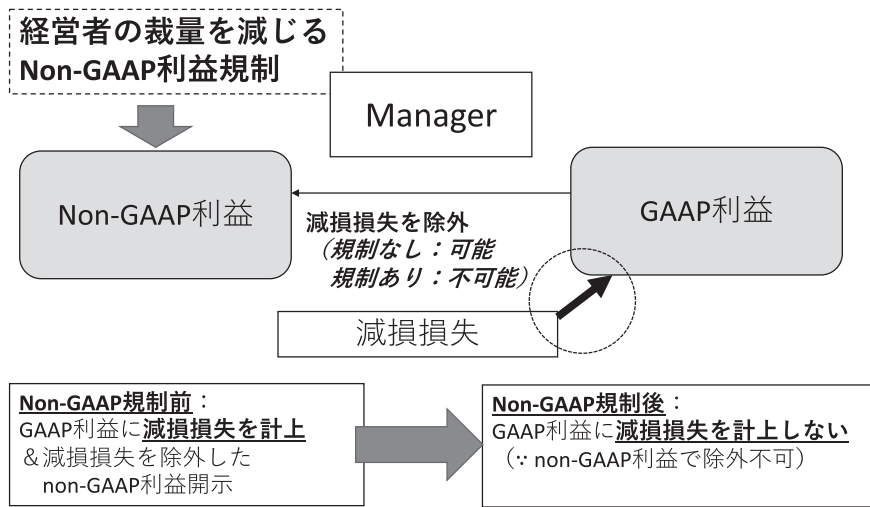 経営者の裁量を減じる
Non-GAAP利益規制
Manager
Non-GAAP利益
GAAP利益
減損損失を除外
（規制なし：可能
規制あり：不可能）
減損損失
Non-GAAP規制前：
GAAP利益に減損損失を計上
＆減損損失を除外した
non-GAAP利益開示
Non-GAAP規制後：
GAAP利益に減損損失を計上しない
（∵ non-GAAP利益で除外不可）